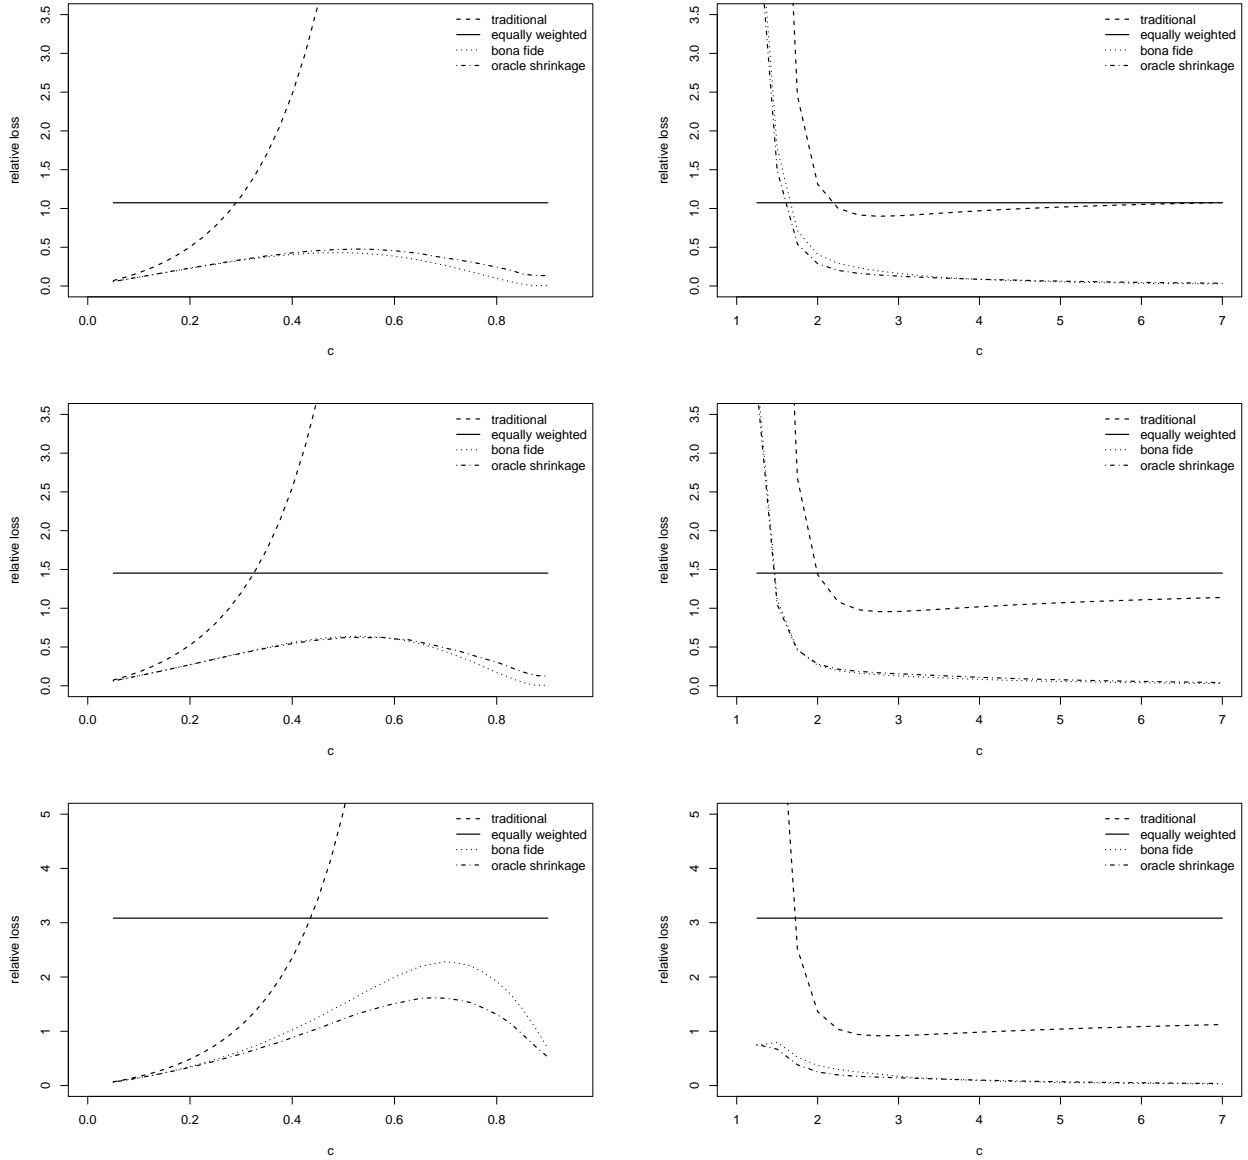 traditional
equally weighted
bona fide
oracle shrinkage
relative loss
0.0 0.5 1.0 1.5 2.0 2.5 3.0 3.5
0.0 0.2 0.4 0.6 0.8
c
traditional
equally weighted
bona fide
oracle shrinkage
relative loss
0.0 0.5 1.0 1.5 2.0 2.5 3.0 3.5
1 2 3 4 5 6 7
c
traditional
equally weighted
bona fide
oracle shrinkage
relative loss
0.0 0.5 1.0 1.5 2.0 2.5 3.0 3.5
0.0 0.2 0.4 0.6 0.8
c
traditional
equally weighted
bona fide
oracle shrinkage
relative loss
0.0 0.5 1.0 1.5 2.0 2.5 3.0 3.5
1 2 3 4 5 6 7
c
traditional
equally weighted
bona fide
oracle shrinkage
relative loss
0 1 2 3 4 5
0.0 0.2 0.4 0.6 0.8
c
traditional
equally weighted
bona fide
oracle shrinkage
relative loss
0 1 2 3 4 5
1 2 3 4 5 6 7
c